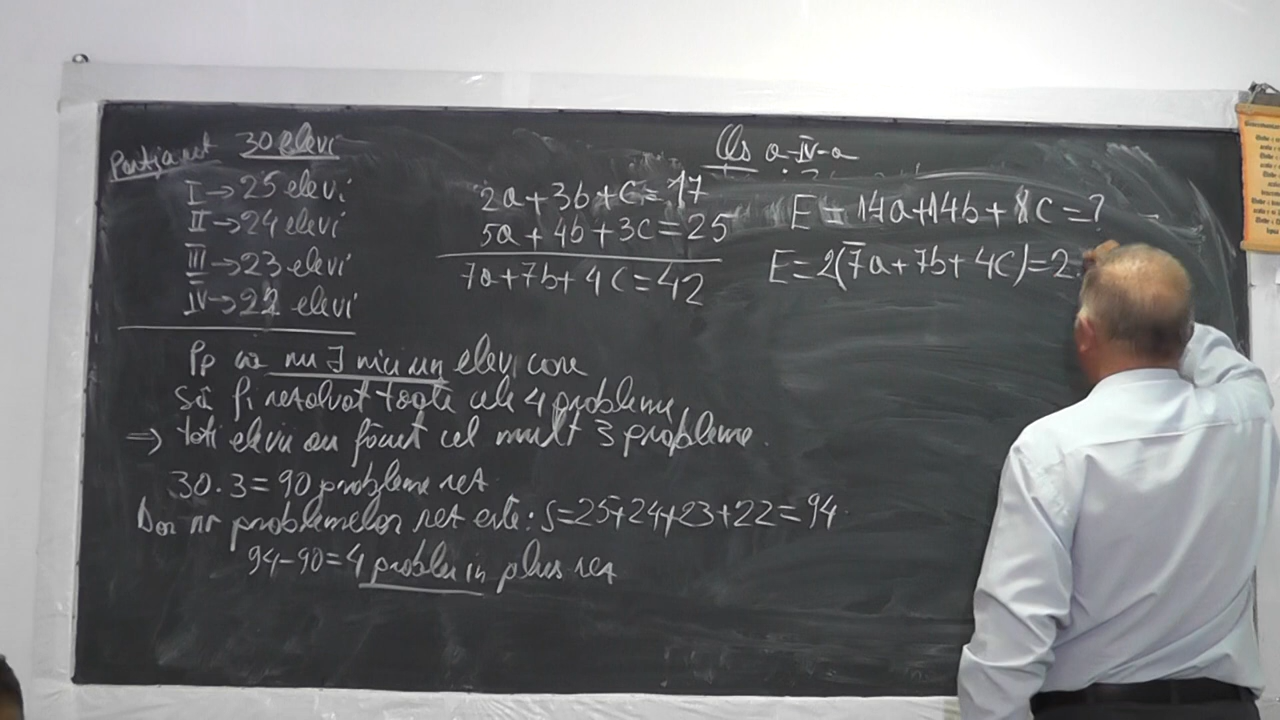 30 elevi
I → 25 elevi
II → 24 elevi
III → 23 elevi
IV → 22 elevi
Pp că nu ∃ nici un elev care
să fi rezolvat toate cele 4 probleme
⇒ toți elevii au făcut cel mult 3 probleme.
30·3=90 probleme rez
Dar nr problemelor rez este: S=25+24+23+22=94
94-90=4 problem in plus rez
2a+3b+c=17
5a+4b+3c=25
7a+7b+4c=42
Cls a-IV-a
E=14a+14b+8c=?
E=2(7a+7b+4c)=2·